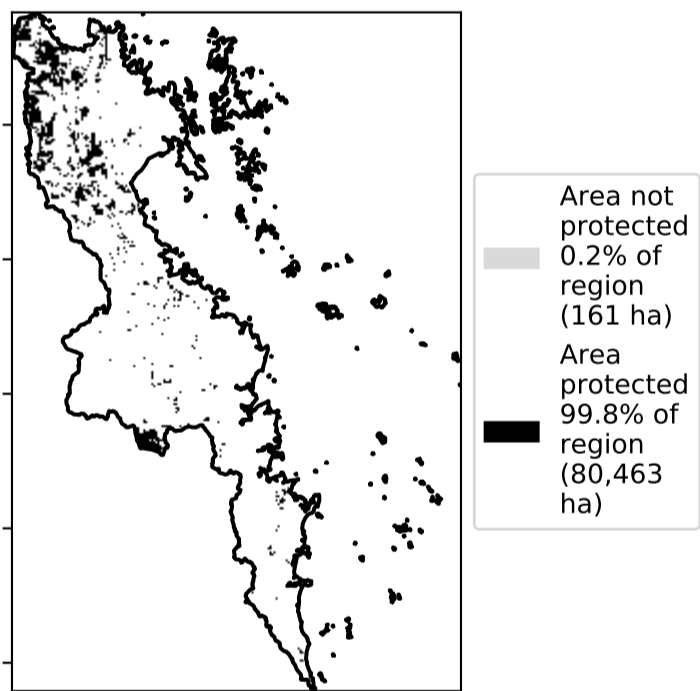 Area not
protected
0.2% of
region
(161 ha)
Area
protected
99.8% of
region
(80,463
ha)